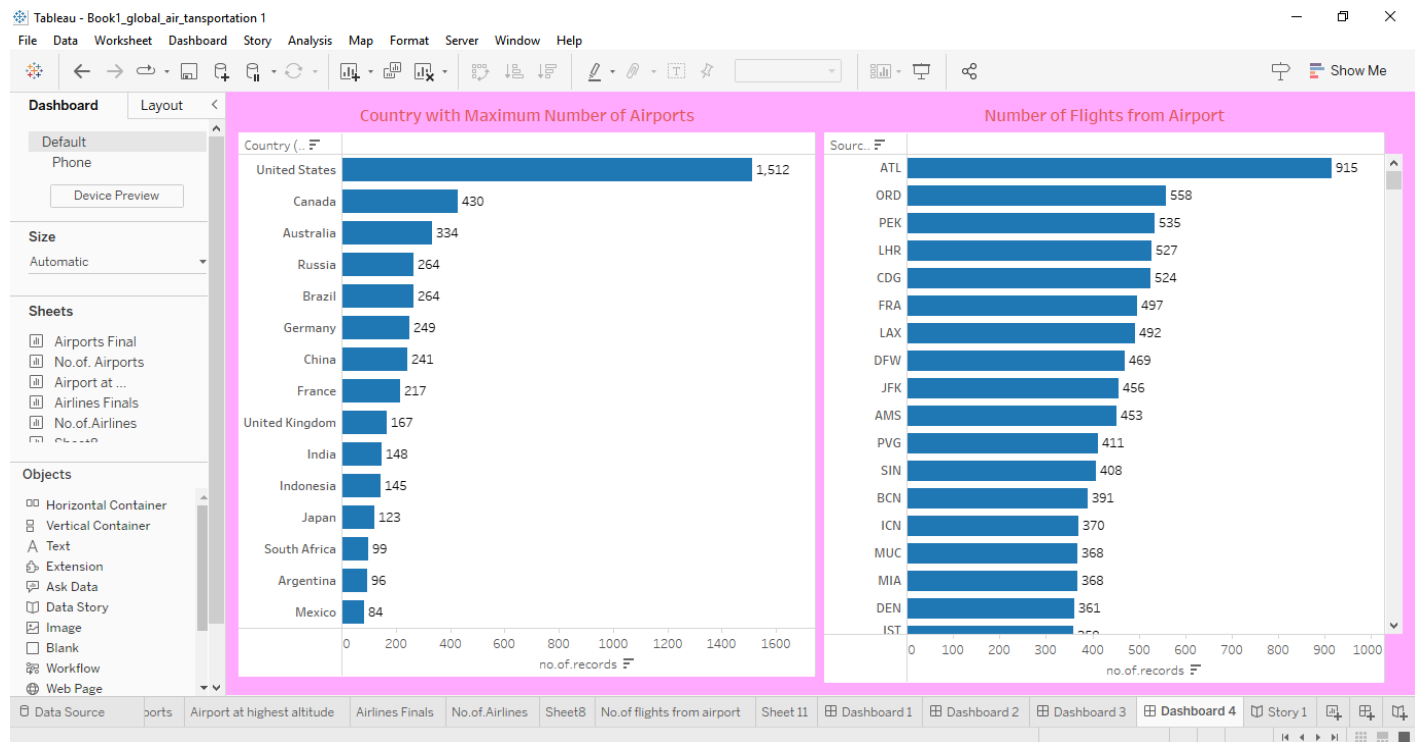 Tableau - Book1_global_air_tansportation 1
File Data Worksheet Dashboard Story Analysis Map Format Server Window Help
Show Me
Dashboard Layout
Default
Phone
Device Preview
Size
Automatic
Sheets
Airports Final
No.of. Airports
Airport at ...
Airlines Finals
No.of.Airlines
Sheet8
Objects
Horizontal Container
Vertical Container
Text
Extension
Ask Data
Data Story
Image
Blank
Workflow
Web Page
Country with Maximum Number of Airports
Country (..
United States 1,512
Canada 430
Australia 334
Russia 264
Brazil 264
Germany 249
China 241
France 217
United Kingdom 167
India 148
Indonesia 145
Japan 123
South Africa 99
Argentina 96
Mexico 84
0 200 400 600 800 1000 1200 1400 1600
no.of.records
Number of Flights from Airport
Sourc..
ATL 915
ORD 558
PEK 535
LHR 527
CDG 524
FRA 497
LAX 492
DFW 469
JFK 456
AMS 453
PVG 411
SIN 408
BCN 391
ICN 370
MUC 368
MIA 368
DEN 361
IST
0 100 200 300 400 500 600 700 800 900 1000
no.of.records
Data Source ports Airport at highest altitude Airlines Finals No.of.Airlines Sheet8 No.of flights from airport Sheet 11 Dashboard 1 Dashboard 2 Dashboard 3 Dashboard 4 Story 1